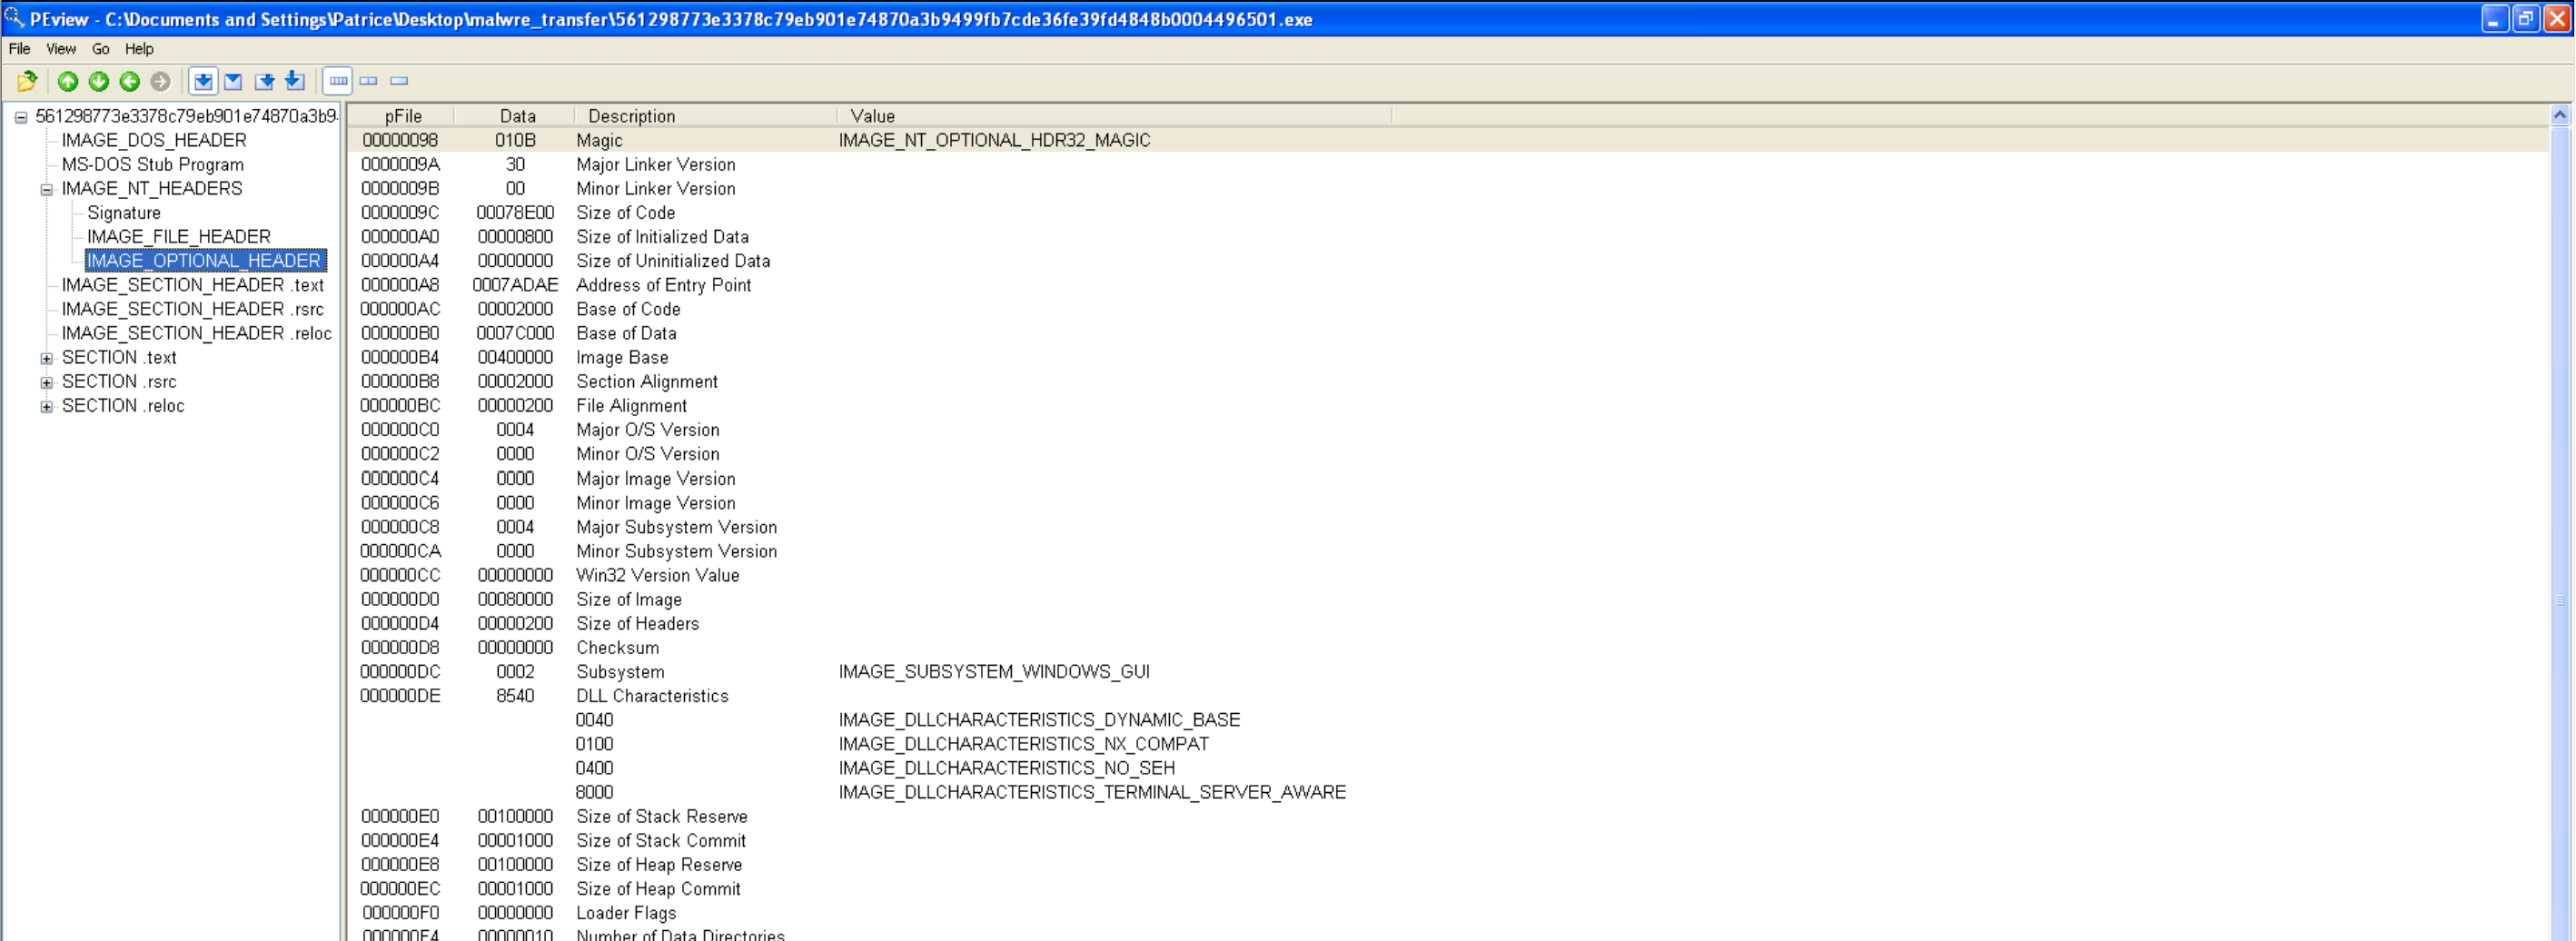 PEview - C:\Documents and Settings\Patrice\Desktop\malwre_transfer\561298773e3378c79eb901e74870a3b9499fb7cde36fe39fd4848b0004496501.exe
File View Go Help
561298773e3378c79eb901e74870a3b9
IMAGE_DOS_HEADER
MS-DOS Stub Program
IMAGE_NT_HEADERS
Signature
IMAGE_FILE_HEADER
IMAGE_OPTIONAL_HEADER
IMAGE_SECTION_HEADER .text
IMAGE_SECTION_HEADER .rsrc
IMAGE_SECTION_HEADER .reloc
SECTION .text
SECTION .rsrc
SECTION .reloc
pFile Data Description Value
00000098 010B Magic IMAGE_NT_OPTIONAL_HDR32_MAGIC
0000009A 30 Major Linker Version
0000009B 00 Minor Linker Version
0000009C 00078E00 Size of Code
000000A0 00000800 Size of Initialized Data
000000A4 00000000 Size of Uninitialized Data
000000A8 0007ADAE Address of Entry Point
000000AC 00002000 Base of Code
000000B0 0007C000 Base of Data
000000B4 00400000 Image Base
000000B8 00002000 Section Alignment
000000BC 00000200 File Alignment
000000C0 0004 Major O/S Version
000000C2 0000 Minor O/S Version
000000C4 0000 Major Image Version
000000C6 0000 Minor Image Version
000000C8 0004 Major Subsystem Version
000000CA 0000 Minor Subsystem Version
000000CC 00000000 Win32 Version Value
000000D0 00080000 Size of Image
000000D4 00000200 Size of Headers
000000D8 00000000 Checksum
000000DC 0002 Subsystem IMAGE_SUBSYSTEM_WINDOWS_GUI
000000DE 8540 DLL Characteristics
0040 IMAGE_DLLCHARACTERISTICS_DYNAMIC_BASE
0100 IMAGE_DLLCHARACTERISTICS_NX_COMPAT
0400 IMAGE_DLLCHARACTERISTICS_NO_SEH
8000 IMAGE_DLLCHARACTERISTICS_TERMINAL_SERVER_AWARE
000000E0 00100000 Size of Stack Reserve
000000E4 00001000 Size of Stack Commit
000000E8 00100000 Size of Heap Reserve
000000EC 00001000 Size of Heap Commit
000000F0 00000000 Loader Flags
000000F4 00000010 Number of Data Directories